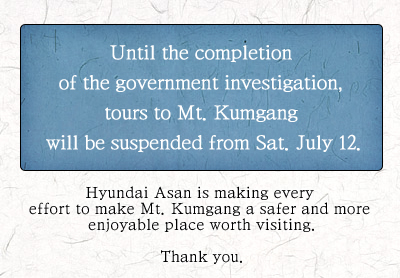 Until the completion
of the government investigation,
tours to Mt. Kumgang
will be suspended from Sat. July 12.
Hyundai Asan is making every
effort to make Mt. Kumgang a safer and more
enjoyable place worth visiting.
Thank you.